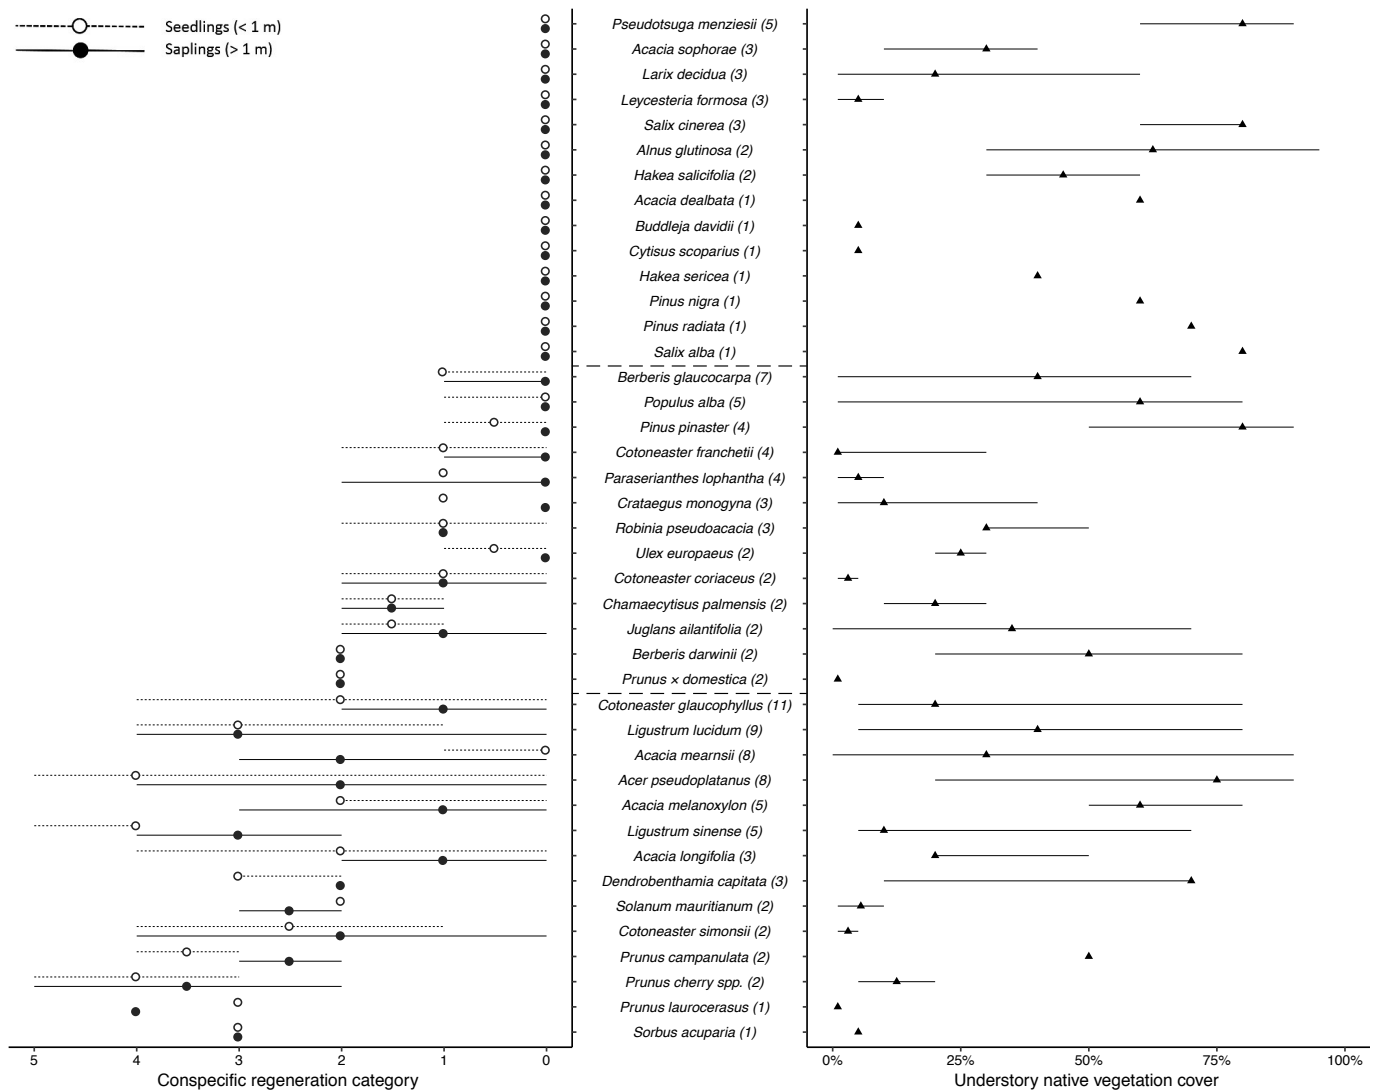 Seedlings (< 1 m)
Saplings (> 1 m)
Pseudotsuga menziesii (5)
Acacia sophorae (3)
Larix decidua (3)
Leycesteria formosa (3)
Salix cinerea (3)
Alnus glutinosa (2)
Hakea salicifolia (2)
Acacia dealbata (1)
Buddleja davidii (1)
Cytisus scoparius (1)
Hakea sericea (1)
Pinus nigra (1)
Pinus radiata (1)
Salix alba (1)
Berberis glaucocarpa (7)
Populus alba (5)
Pinus pinaster (4)
Cotoneaster franchetii (4)
Paraserianthes lophantha (4)
Crataegus monogyna (3)
Robinia pseudoacacia (3)
Ulex europaeus (2)
Cotoneaster coriaceus (2)
Chamaecytisus palmensis (2)
Juglans ailantifolia (2)
Berberis darwinii (2)
Prunus × domestica (2)
Cotoneaster glaucophyllus (11)
Ligustrum lucidum (9)
Acacia mearnsii (8)
Acer pseudoplatanus (8)
Acacia melanoxylon (5)
Ligustrum sinense (5)
Acacia longifolia (3)
Dendrobenthamia capitata (3)
Solanum mauritianum (2)
Cotoneaster simonsii (2)
Prunus campanulata (2)
Prunus cherry spp. (2)
Prunus laurocerasus (1)
Sorbus acuparia (1)
5 4 3 2 1 0
Conspecific regeneration category
0% 25% 50% 75% 100%
Understory native vegetation cover